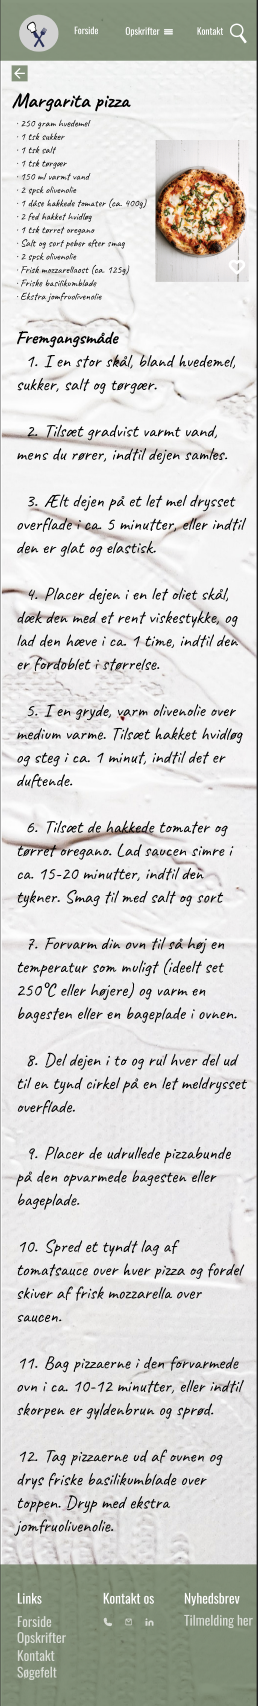 Forside Opskrifter Kontakt
Margarita pizza
· 250 gram hvedemel
· 1 tsk sukker
· 1 tsk salt
· 1 tsk tørgær
· 150 ml varmt vand
· 2 spsk olivenolie
· 1 dåse hakkede tomater (ca. 400g)
· 2 fed hakket hvidløg
· 1 tsk tørret oregano
· Salt og sort peber efter smag
· 2 spsk olivenolie
· Frisk mozzarellaost (ca. 125g)
· Friske basilikumblade
· Ekstra jomfruolivenolie
Fremgangsmåde
1. I en stor skål, bland hvedemel,
sukker, salt og tørgær.
2. Tilsæt gradvist varmt vand,
mens du rører, indtil dejen samles.
3. Ælt dejen på et let mel drysset
overflade i ca. 5 minutter, eller indtil
den er glat og elastisk.
4. Placer dejen i en let oliet skål,
dæk den med et rent viskestykke, og
lad den hæve i ca. 1 time, indtil den
er fordoblet i størrelse.
5. I en gryde, varm olivenolie over
medium varme. Tilsæt hakket hvidløg
og steg i ca. 1 minut, indtil det er
duftende.
6. Tilsæt de hakkede tomater og
tørret oregano. Lad saucen simre i
ca. 15-20 minutter, indtil den
tykner. Smag til med salt og sort
7. Forvarm din ovn til så høj en
temperatur som muligt (ideelt set
250°C eller højere) og varm en
bagesten eller en bageplade i ovnen.
8. Del dejen i to og rul hver del ud
til en tynd cirkel på en let meldrysset
overflade.
9. Placer de udrullede pizzabunde
på den opvarmede bagesten eller
bageplade.
10. Spred et tyndt lag af
tomatsauce over hver pizza og fordel
skiver af frisk mozzarella over
saucen.
11. Bag pizzaerne i den forvarmede
ovn i ca. 10-12 minutter, eller indtil
skorpen er gyldenbrun og sprød.
12. Tag pizzaerne ud af ovnen og
drys friske basilikumblade over
toppen. Dryp med ekstra
jomfruolivenolie.
Links Kontakt os Nyhedsbrev
Forside Tilmelding her
Opskrifter
Kontakt
Søgefelt